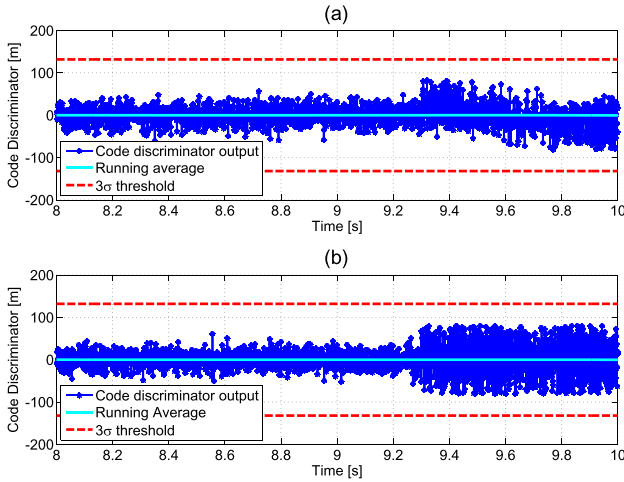 (a)
Code Discriminator [m]
200
100
0
-100
-200
Code discriminator output
Running average
3σ threshold
8 8.2 8.4 8.6 8.8 9 9.2 9.4 9.6 9.8 10
Time [s]
(b)
Code Discriminator [m]
200
100
0
-100
-200
Code discriminator output
Running Average
3σ threshold
8 8.2 8.4 8.6 8.8 9 9.2 9.4 9.6 9.8 10
Time [s]